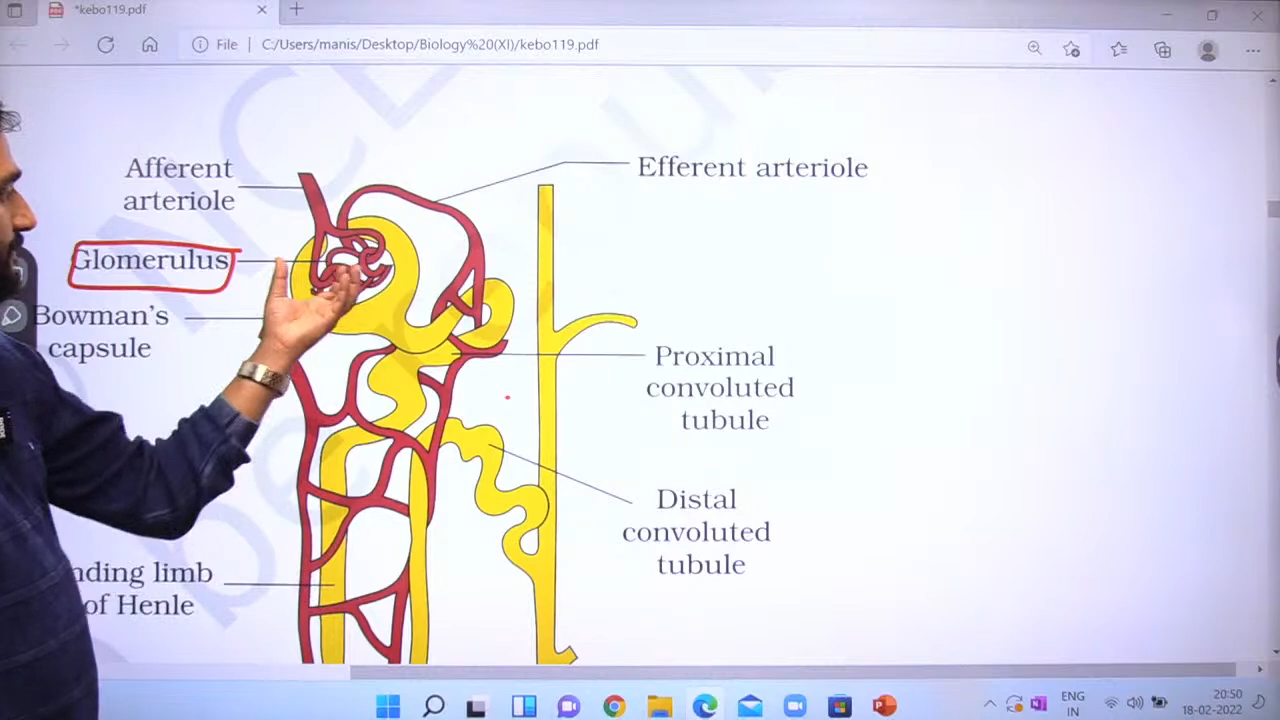 *kebo119.pdf
File
C:/Users/manis/Desktop/Biology%20(XI)/kebo119.pdf
Afferent
arteriole
Efferent arteriole
Glomerulus
Bowman's
capsule
Proximal
convoluted
tubule
Distal
convoluted
tubule
nding limb
of Henle
ENG
IN
20:50
18-02-2022